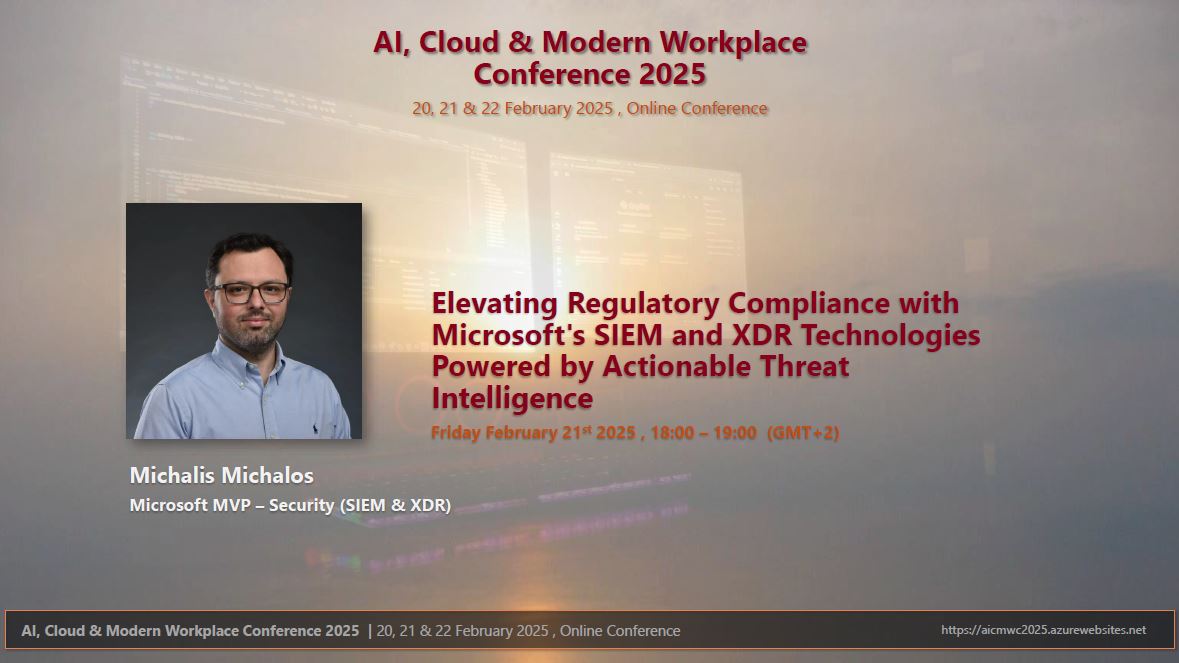 AI, Cloud & Modern Workplace
Conference 2025
20, 21 & 22 February 2025 , Online Conference
Elevating Regulatory Compliance with
Microsoft's SIEM and XDR Technologies
Powered by Actionable Threat
Intelligence
Friday February 21st 2025 , 18:00 – 19:00 (GMT+2)
Michalis Michalos
Microsoft MVP – Security (SIEM & XDR)
AI, Cloud & Modern Workplace Conference 2025 | 20, 21 & 22 February 2025 , Online Conference
https://aicmwc2025.azurewebsites.net